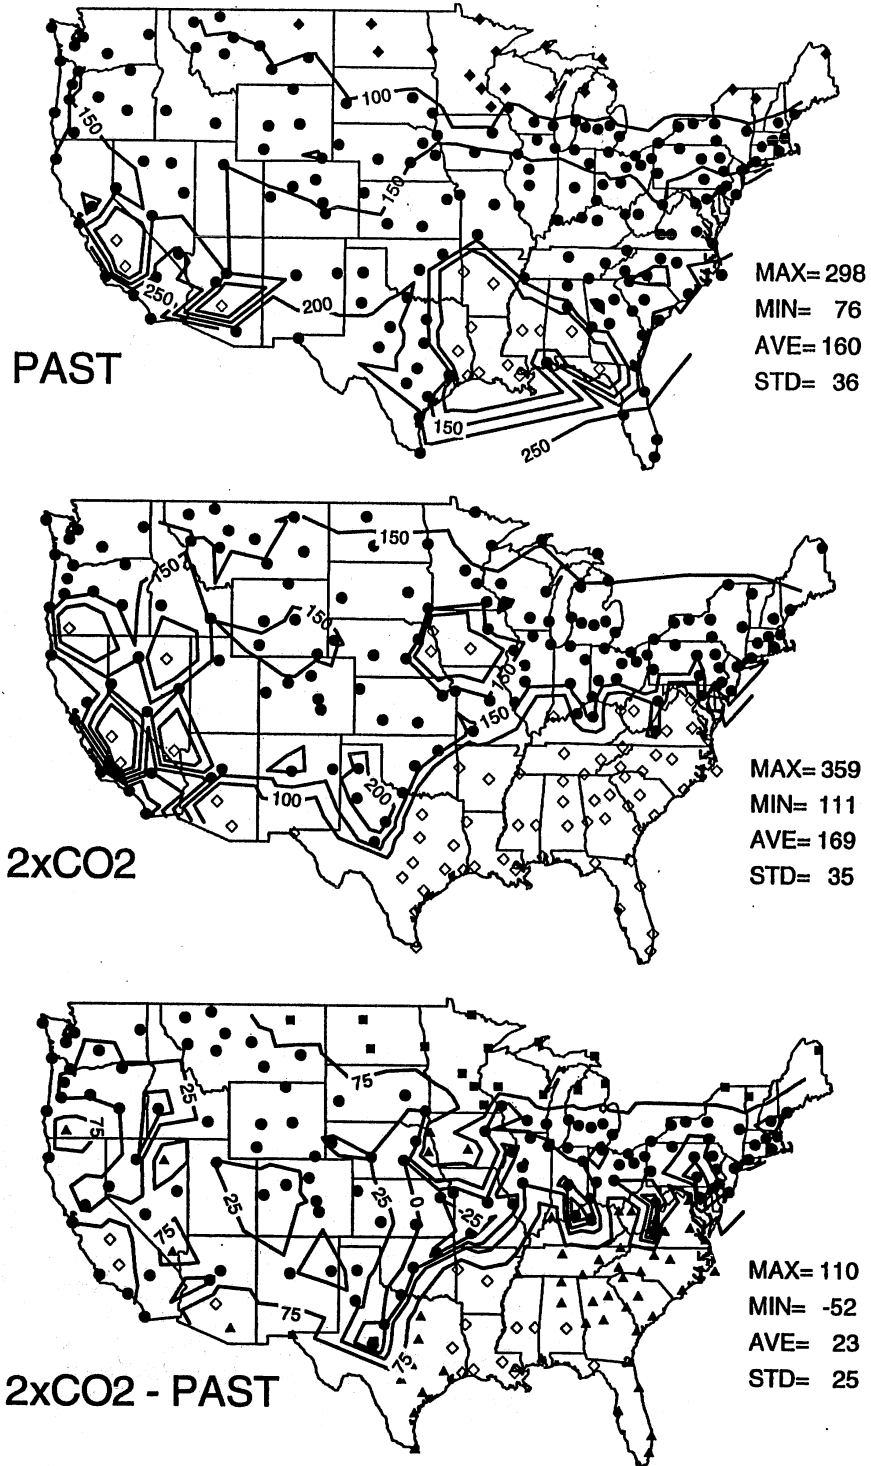 100
150
150
250
200
150
250
PAST
MAX= 298
MIN= 76
AVE= 160
STD= 36
150
150
150
150
150
200
100
2xCO2
MAX= 359
MIN= 111
AVE= 169
STD= 35
75
25
75
25
25
0
-25
75
75
75
2xCO2 - PAST
MAX= 110
MIN= -52
AVE= 23
STD= 25